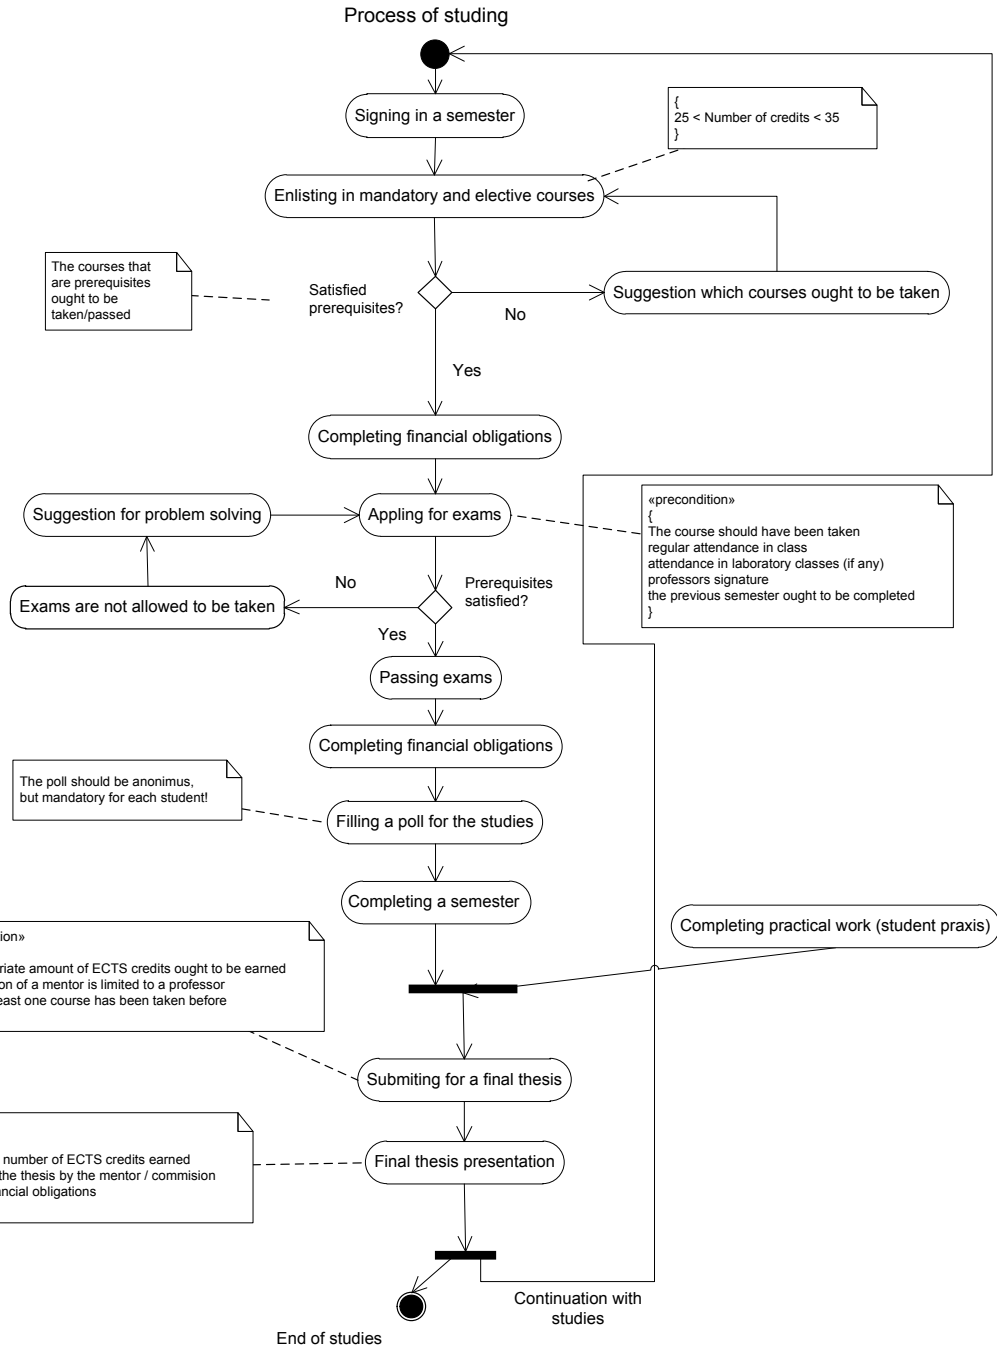 Process of studing
Signing in a semester
{
25 < Number of credits < 35
}
Enlisting in mandatory and elective courses
The courses that
are prerequisites
ought to be
taken/passed
Satisfied
prerequisites?
No
Suggestion which courses ought to be taken
Yes
Completing financial obligations
Suggestion for problem solving
Appling for exams
«precondition»
{
The course should have been taken
regular attendance in class
attendance in laboratory classes (if any)
professors signature
the previous semester ought to be completed
}
No
Prerequisites
satisfied?
Exams are not allowed to be taken
Yes
Passing exams
Completing financial obligations
The poll should be anonimus,
but mandatory for each student!
Filling a poll for the studies
Completing a semester
Completing practical work (student praxis)
tion»
riate amount of ECTS credits ought to be earned
on of a mentor is limited to a professor
east one course has been taken before
Submiting for a final thesis
number of ECTS credits earned
the thesis by the mentor / commision
ncial obligations
Final thesis presentation
Continuation with
studies
End of studies